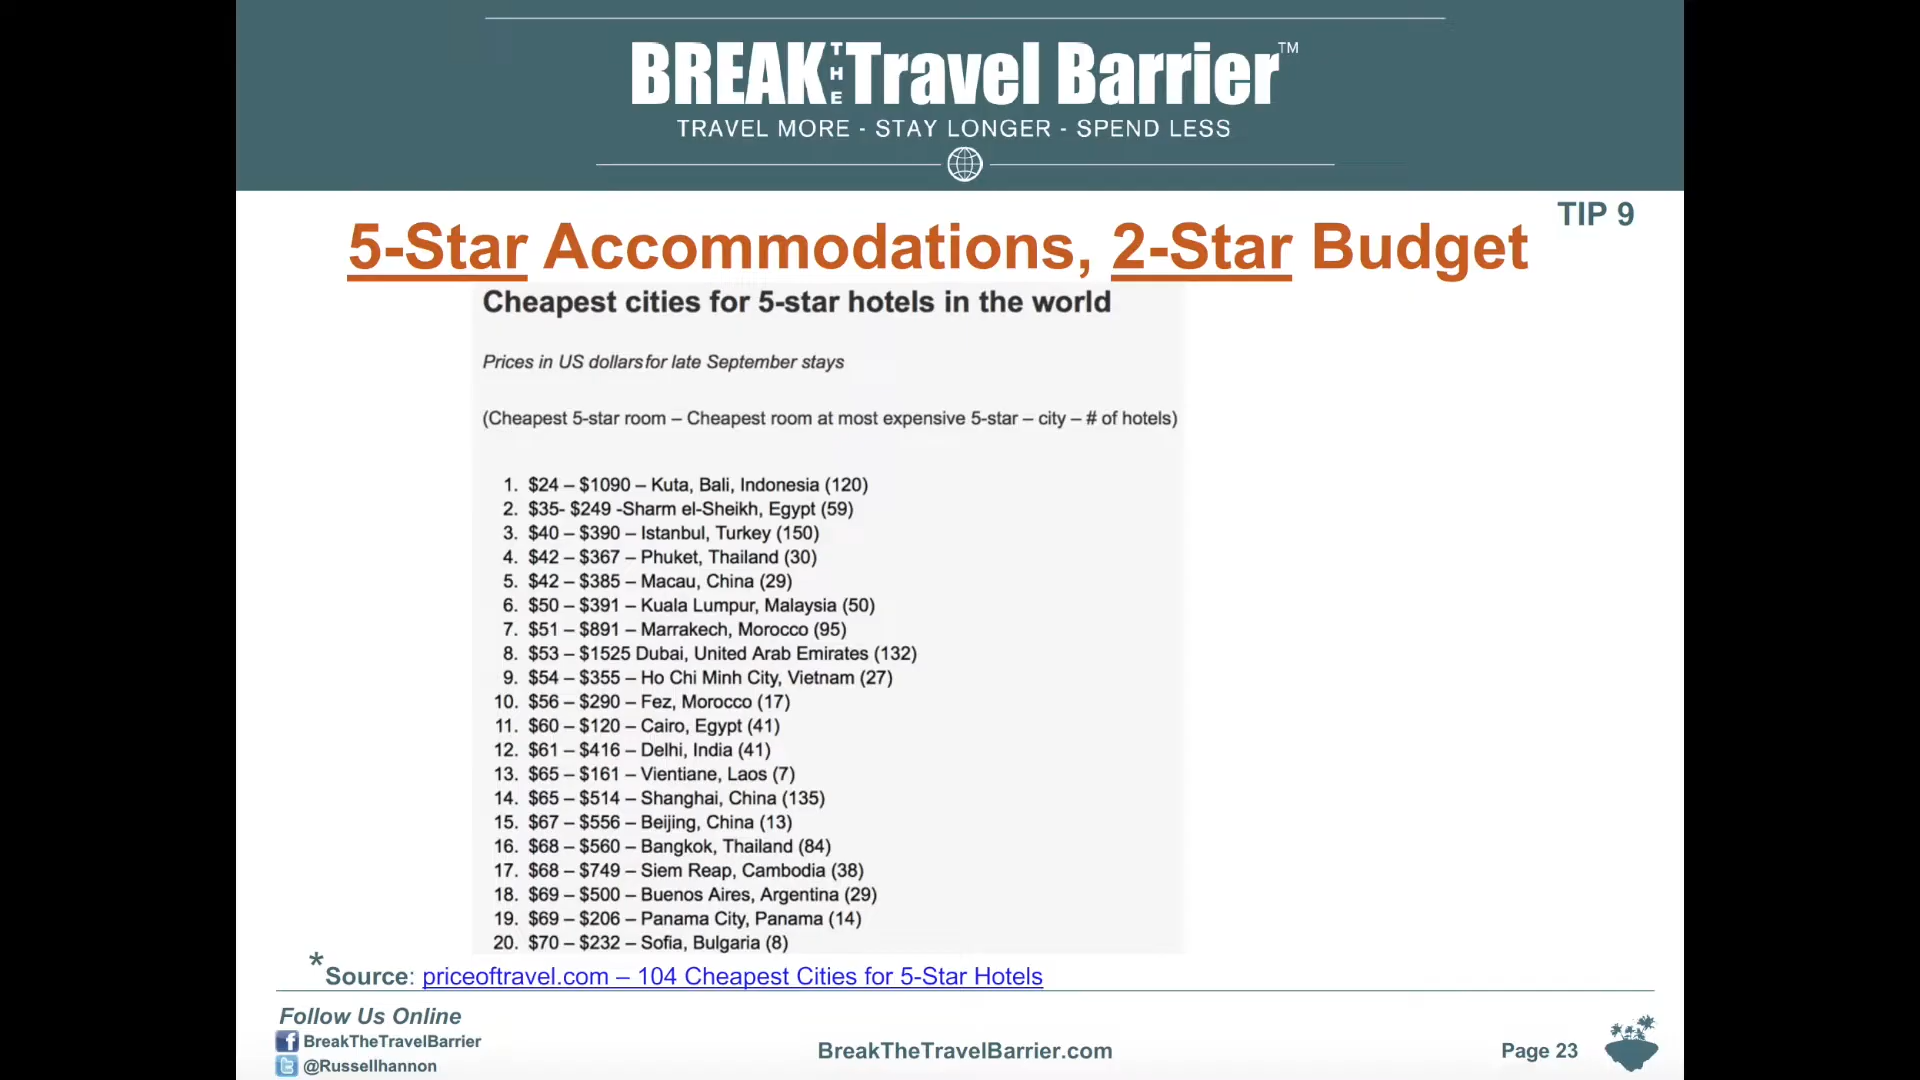 BREAK THE Travel Barrier™
TRAVEL MORE - STAY LONGER - SPEND LESS
TIP 9
5-Star Accommodations, 2-Star Budget
Cheapest cities for 5-star hotels in the world
Prices in US dollars for late September stays
(Cheapest 5-star room – Cheapest room at most expensive 5-star – city – # of hotels)
1. $24 – $1090 – Kuta, Bali, Indonesia (120)
2. $35- $249 -Sharm el-Sheikh, Egypt (59)
3. $40 – $390 – Istanbul, Turkey (150)
4. $42 – $367 – Phuket, Thailand (30)
5. $42 – $385 – Macau, China (29)
6. $50 – $391 – Kuala Lumpur, Malaysia (50)
7. $51 – $891 – Marrakech, Morocco (95)
8. $53 – $1525 Dubai, United Arab Emirates (132)
9. $54 – $355 – Ho Chi Minh City, Vietnam (27)
10. $56 – $290 – Fez, Morocco (17)
11. $60 – $120 – Cairo, Egypt (41)
12. $61 – $416 – Delhi, India (41)
13. $65 – $161 – Vientiane, Laos (7)
14. $65 – $514 – Shanghai, China (135)
15. $67 – $556 – Beijing, China (13)
16. $68 – $560 – Bangkok, Thailand (84)
17. $68 – $749 – Siem Reap, Cambodia (38)
18. $69 – $500 – Buenos Aires, Argentina (29)
19. $69 – $206 – Panama City, Panama (14)
20. $70 – $232 – Sofia, Bulgaria (8)
*Source: priceoftravel.com – 104 Cheapest Cities for 5-Star Hotels
Follow Us Online
BreakTheTravelBarrier
@Russellhannon
BreakTheTravelBarrier.com
Page 23